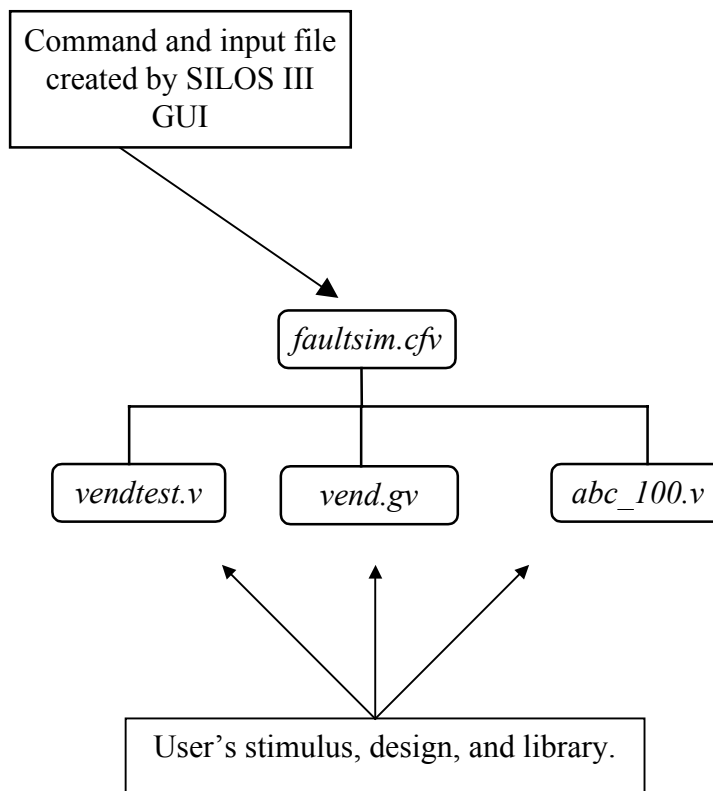 Command and input file
created by SILOS III
GUI
faultsim.cfv
vendtest.v
vend.gv
abc_100.v
User’s stimulus, design, and library.